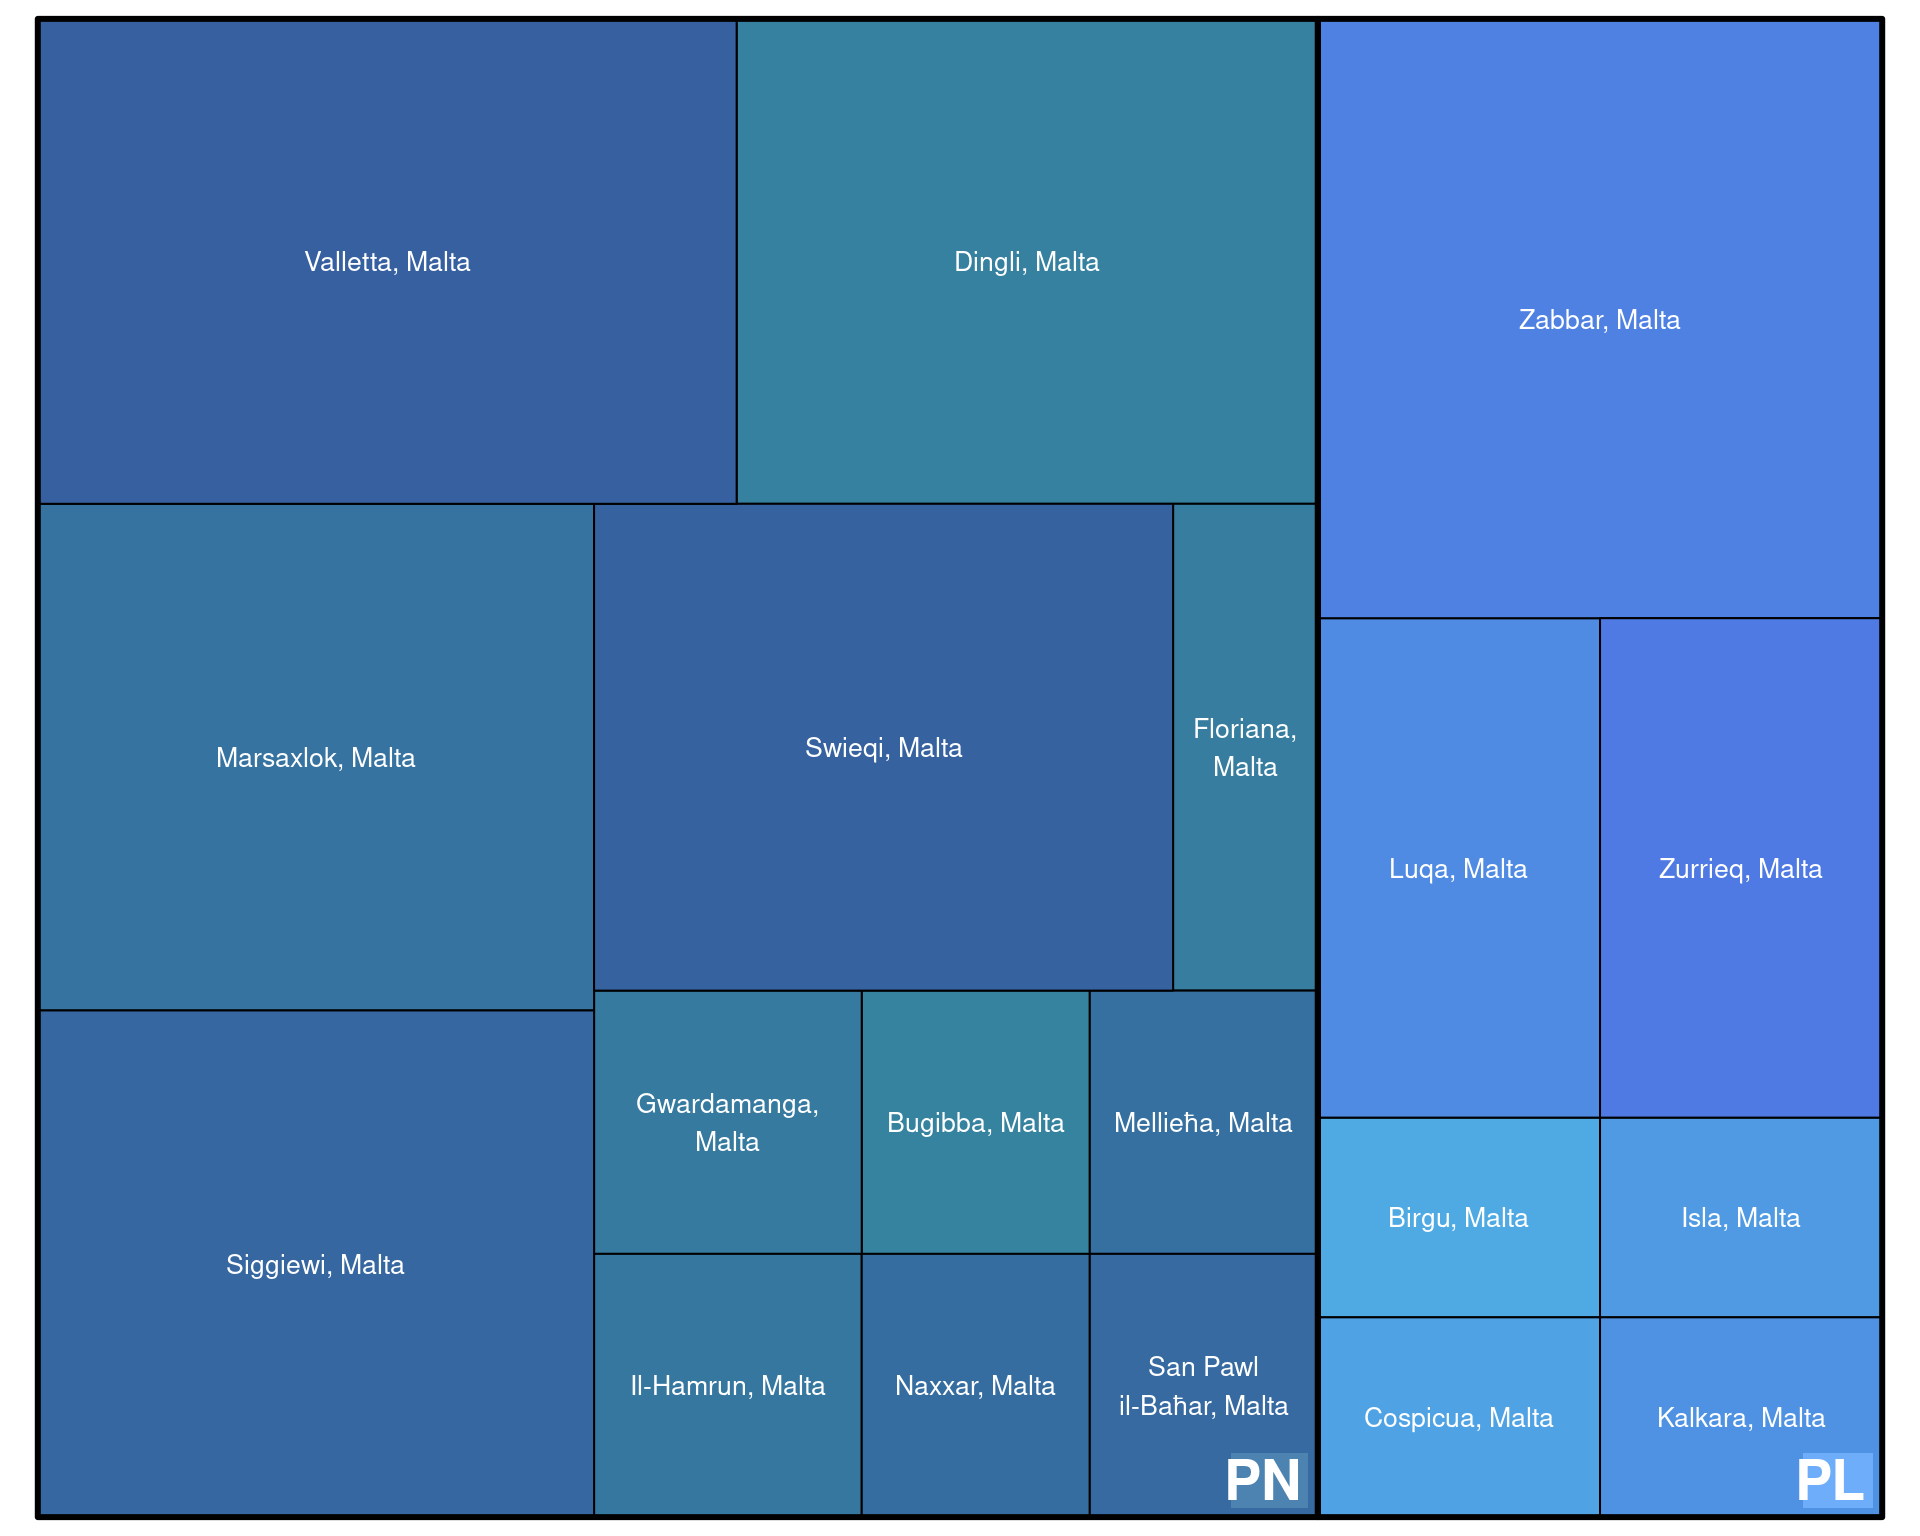 Valletta, Malta
Dingli, Malta
Zabbar, Malta
Marsaxlok, Malta
Swieqi, Malta
Floriana,
Malta
Luqa, Malta
Zurrieq, Malta
Gwardamanga,
Malta
Bugibba, Malta
Mellieħa, Malta
Birgu, Malta
Isla, Malta
Siggiewi, Malta
Il-Hamrun, Malta
Naxxar, Malta
San Pawl
il-Baħar, Malta
Cospicua, Malta
Kalkara, Malta
PN
PL